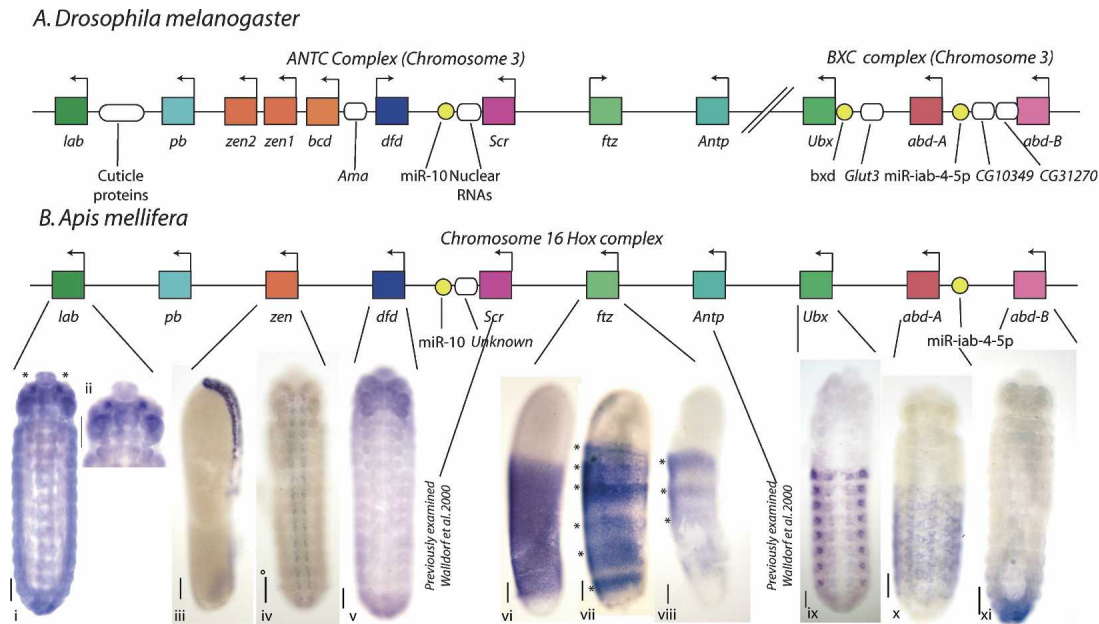 A. Drosophila melanogaster
ANTC Complex (Chromosome 3)
BXC complex (Chromosome 3)
lab
pb
zen2
zen1
bcd
dfd
Scr
ftz
Antp
Ubx
abd-A
abd-B
Cuticle
proteins
Ama
miR-10
Nuclear
RNAs
bxd
Glut3
miR-iab-4-5p
CG10349
CG31270
B. Apis mellifera
Chromosome 16 Hox complex
lab
pb
zen
dfd
Scr
ftz
Antp
Ubx
abd-A
abd-B
miR-10
Unknown
miR-iab-4-5p
* *
ii
Previously examined
Walldorf et al. 2000
*
*
*
*
*
*
*
*
*
Previously examined
Walldorf et al. 2000
i
iii
iv
v
vi
vii
viii
ix
x
xi